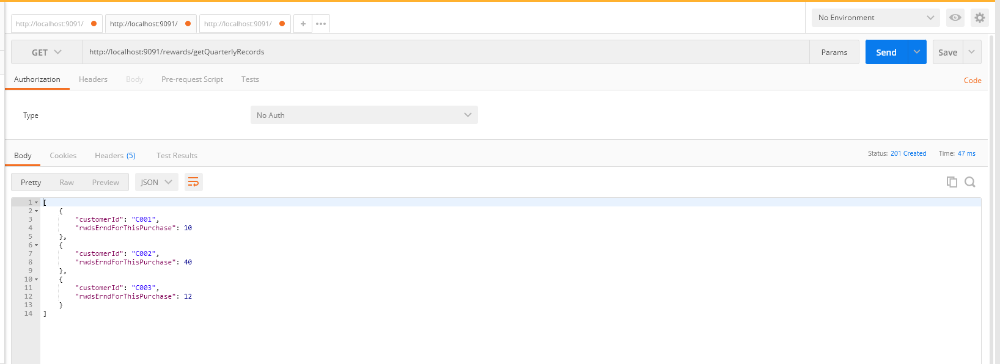 http://localhost:9091/ http://localhost:9091/ http://localhost:9091/ + ••• No Environment
GET http://localhost:9091/rewards/getQuarterlyRecords Params Send Save
Authorization Headers Body Pre-request Script Tests Code
Type No Auth
Body Cookies Headers (5) Test Results Status: 201 Created Time: 47 ms
Pretty Raw Preview JSON
1 [
2 {
3 "customerId": "C001",
4 "rwdsErndForThisPurchase": 10
5 },
6 {
7 "customerId": "C002",
8 "rwdsErndForThisPurchase": 40
9 },
10 {
11 "customerId": "C003",
12 "rwdsErndForThisPurchase": 12
13 }
14 ]